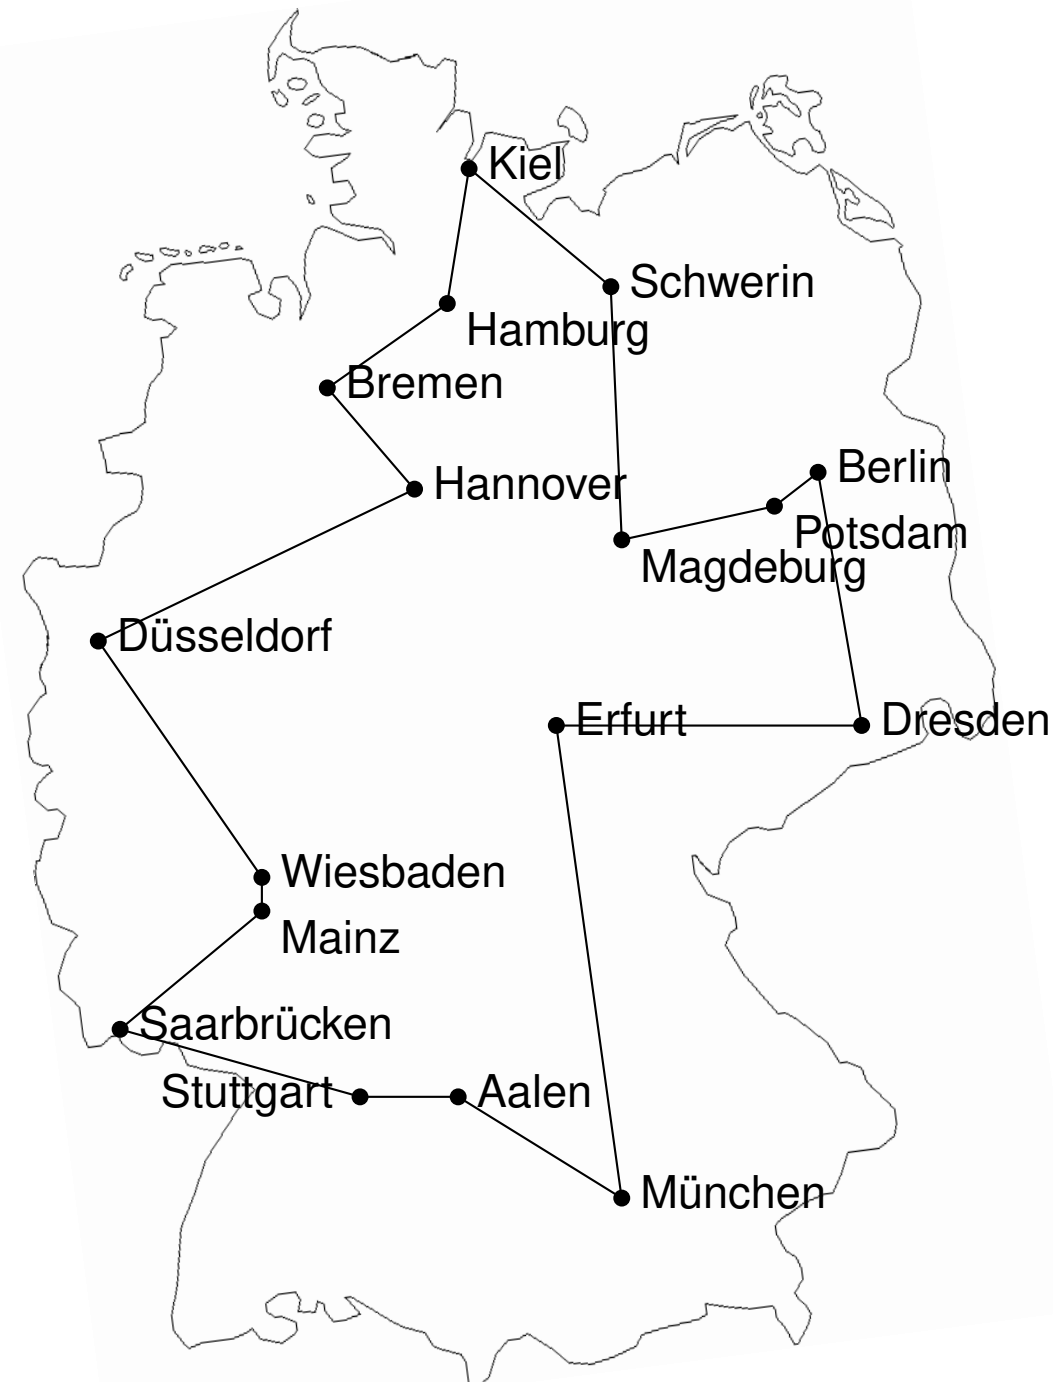 Kiel
Schwerin
Hamburg
Bremen
Berlin
Hannover
Potsdam
Magdeburg
Düsseldorf
Erfurt
Dresden
Wiesbaden
Mainz
Saarbrücken
Stuttgart
Aalen
München